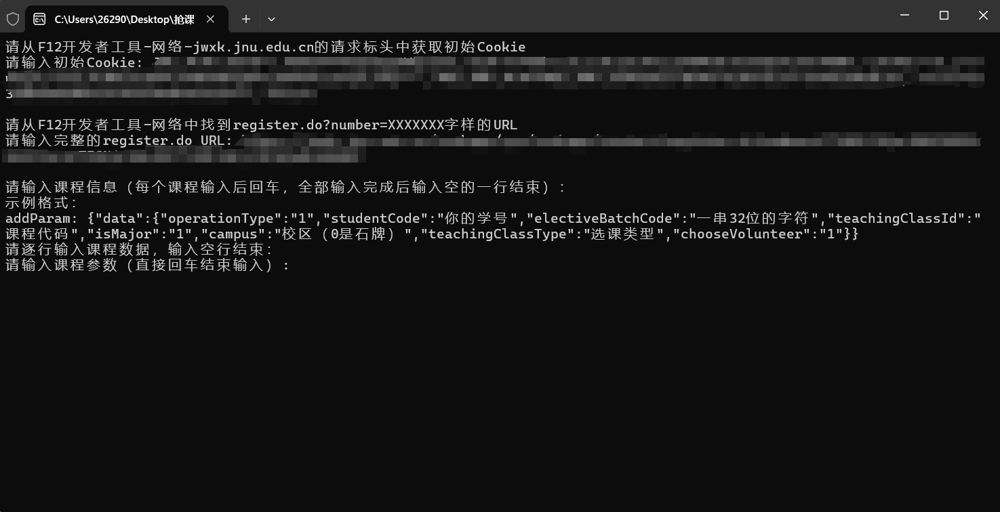 C:\Users\26290\Desktop\抢课
请从F12开发者工具-网络-jwxk.jnu.edu.cn的请求标头中获取初始Cookie
请输入初始Cookie:
3
请从F12开发者工具-网络中找到register.do?number=XXXXXXX字样的URL
请输入完整的register.do URL:
请输入课程信息（每个课程输入后回车，全部输入完成后输入空的一行结束）：
示例格式：
addParam: {"data":{"operationType":"1","studentCode":"你的学号","electiveBatchCode":"一串32位的字符","teachingClassId":"
课程代码","isMajor":"1","campus":"校区（0是石牌）","teachingClassType":"选课类型","chooseVolunteer":"1"}}
请逐行输入课程数据，输入空行结束：
请输入课程参数（直接回车结束输入）：